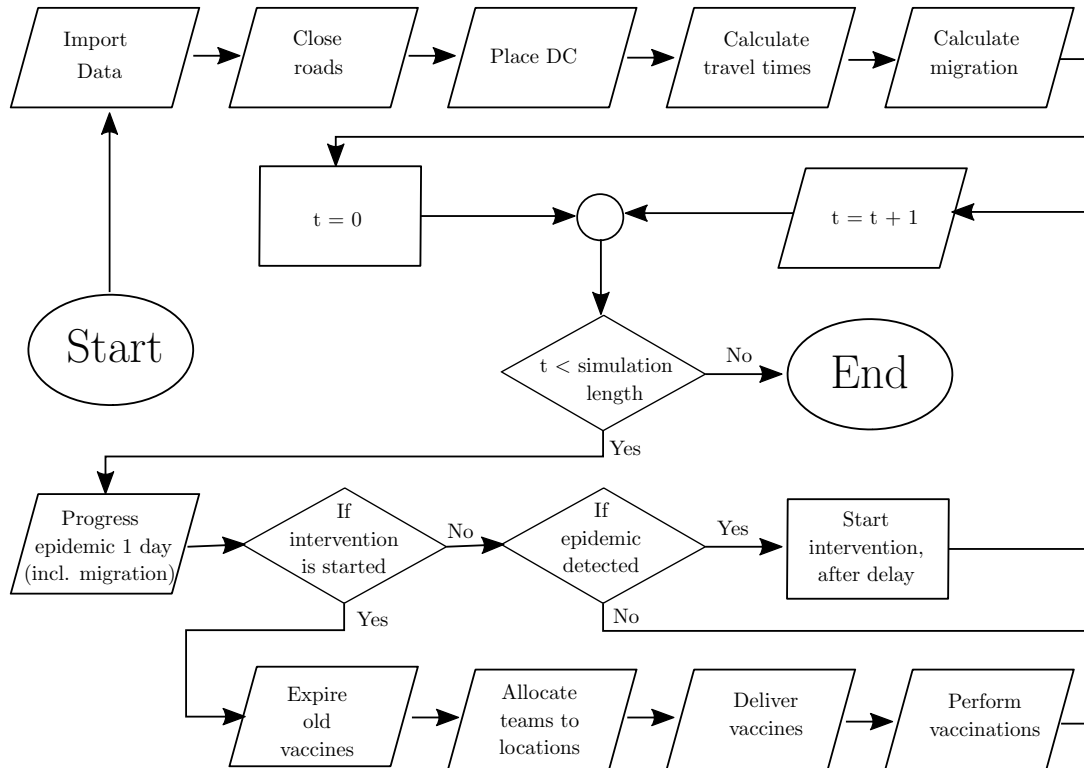 Import
Data
Close
roads
Place DC
Calculate
travel times
Calculate
migration
t = 0
t = t + 1
Start
t < simulation
length
No
End
Yes
Progress
epidemic 1 day
(incl. migration)
If
intervention
is started
No
If
epidemic
detected
Yes
Start
intervention,
after delay
Yes
No
Expire
old
vaccines
Allocate
teams to
locations
Deliver
vaccines
Perform
vaccinations